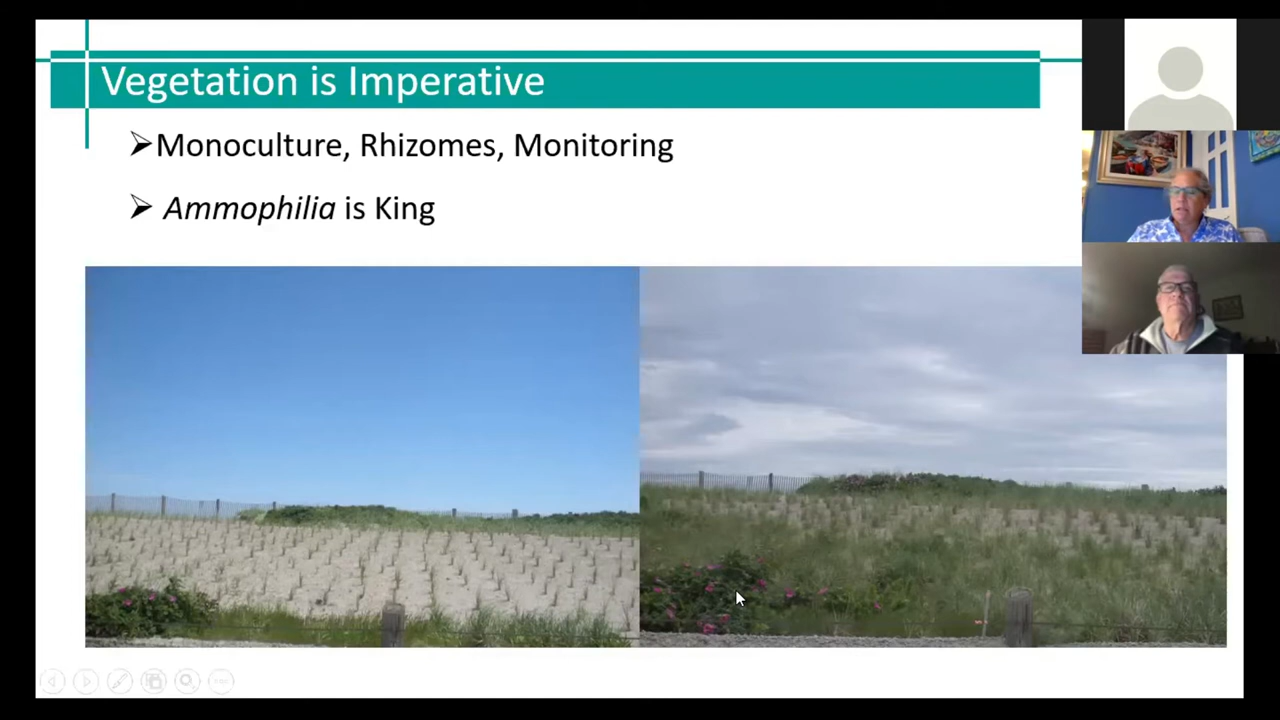 Vegetation is Imperative
Monoculture, Rhizomes, Monitoring
Ammophilia is King